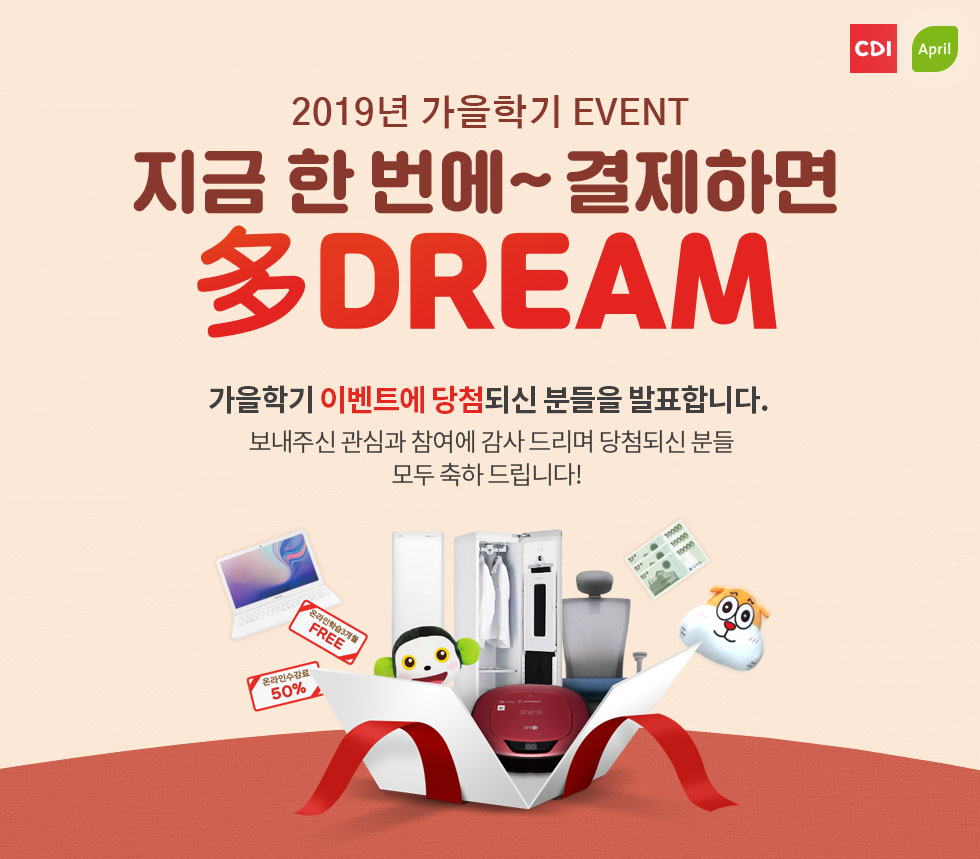 CDI
April
2019년 가을학기 EVENT
지금 한 번에~ 결제하면
多DREAM
가을학기 이벤트에 당첨되신 분들을 발표합니다.
보내주신 관심과 참여에 감사 드리며 당첨되신 분들
모두 축하 드립니다!
10000
10000
10000
온라인학습3개월
FREE
온라인수강료
50%